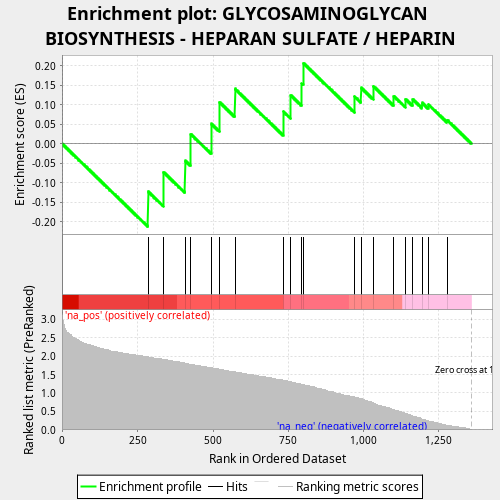 Enrichment plot: GLYCOSAMINOGLYCAN
BIOSYNTHESIS - HEPARAN SULFATE / HEPARIN
Enrichment score (ES)
0.20
0.15
0.10
0.05
0.00
-0.05
-0.10
-0.15
-0.20
'na_pos' (positively correlated)
Ranked list metric (PreRanked)
3.0
2.5
2.0
1.5
1.0
0.5
0.0
Zero cross at 1
'na_neg' (negatively correlated)
0 250 500 750 1,000 1,250
Rank in Ordered Dataset
Enrichment profile Hits Ranking metric scores